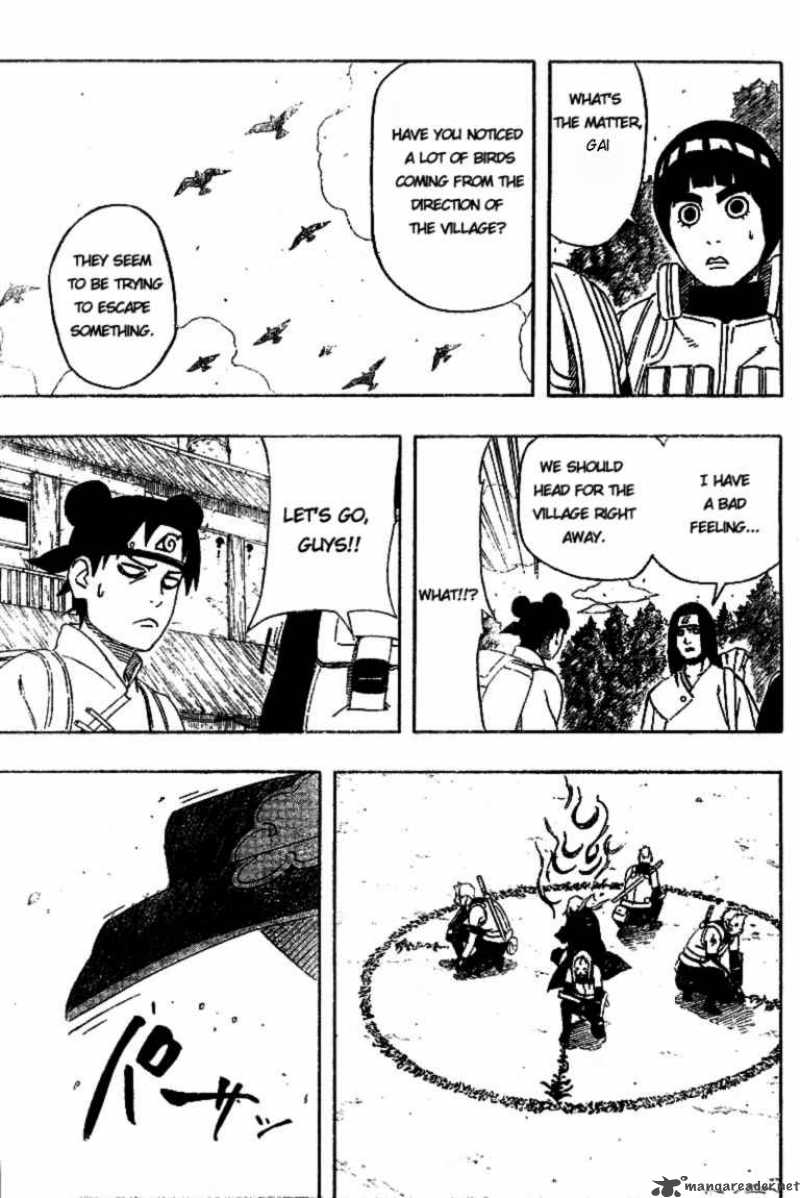 WHAT'S
THE MATTER,
GAI
HAVE YOU NOTICED
A LOT OF BIRDS
COMING FROM THE
DIRECTION OF
THE VILLAGE?
THEY SEEM
TO BE TRYING
TO ESCAPE
SOMETHING.
I HAVE
A BAD
FEELING...
WE SHOULD
HEAD FOR THE
VILLAGE RIGHT
AWAY.
WHAT!!?
LET'S GO,
GUYS!!
バサッ
mangareader.net